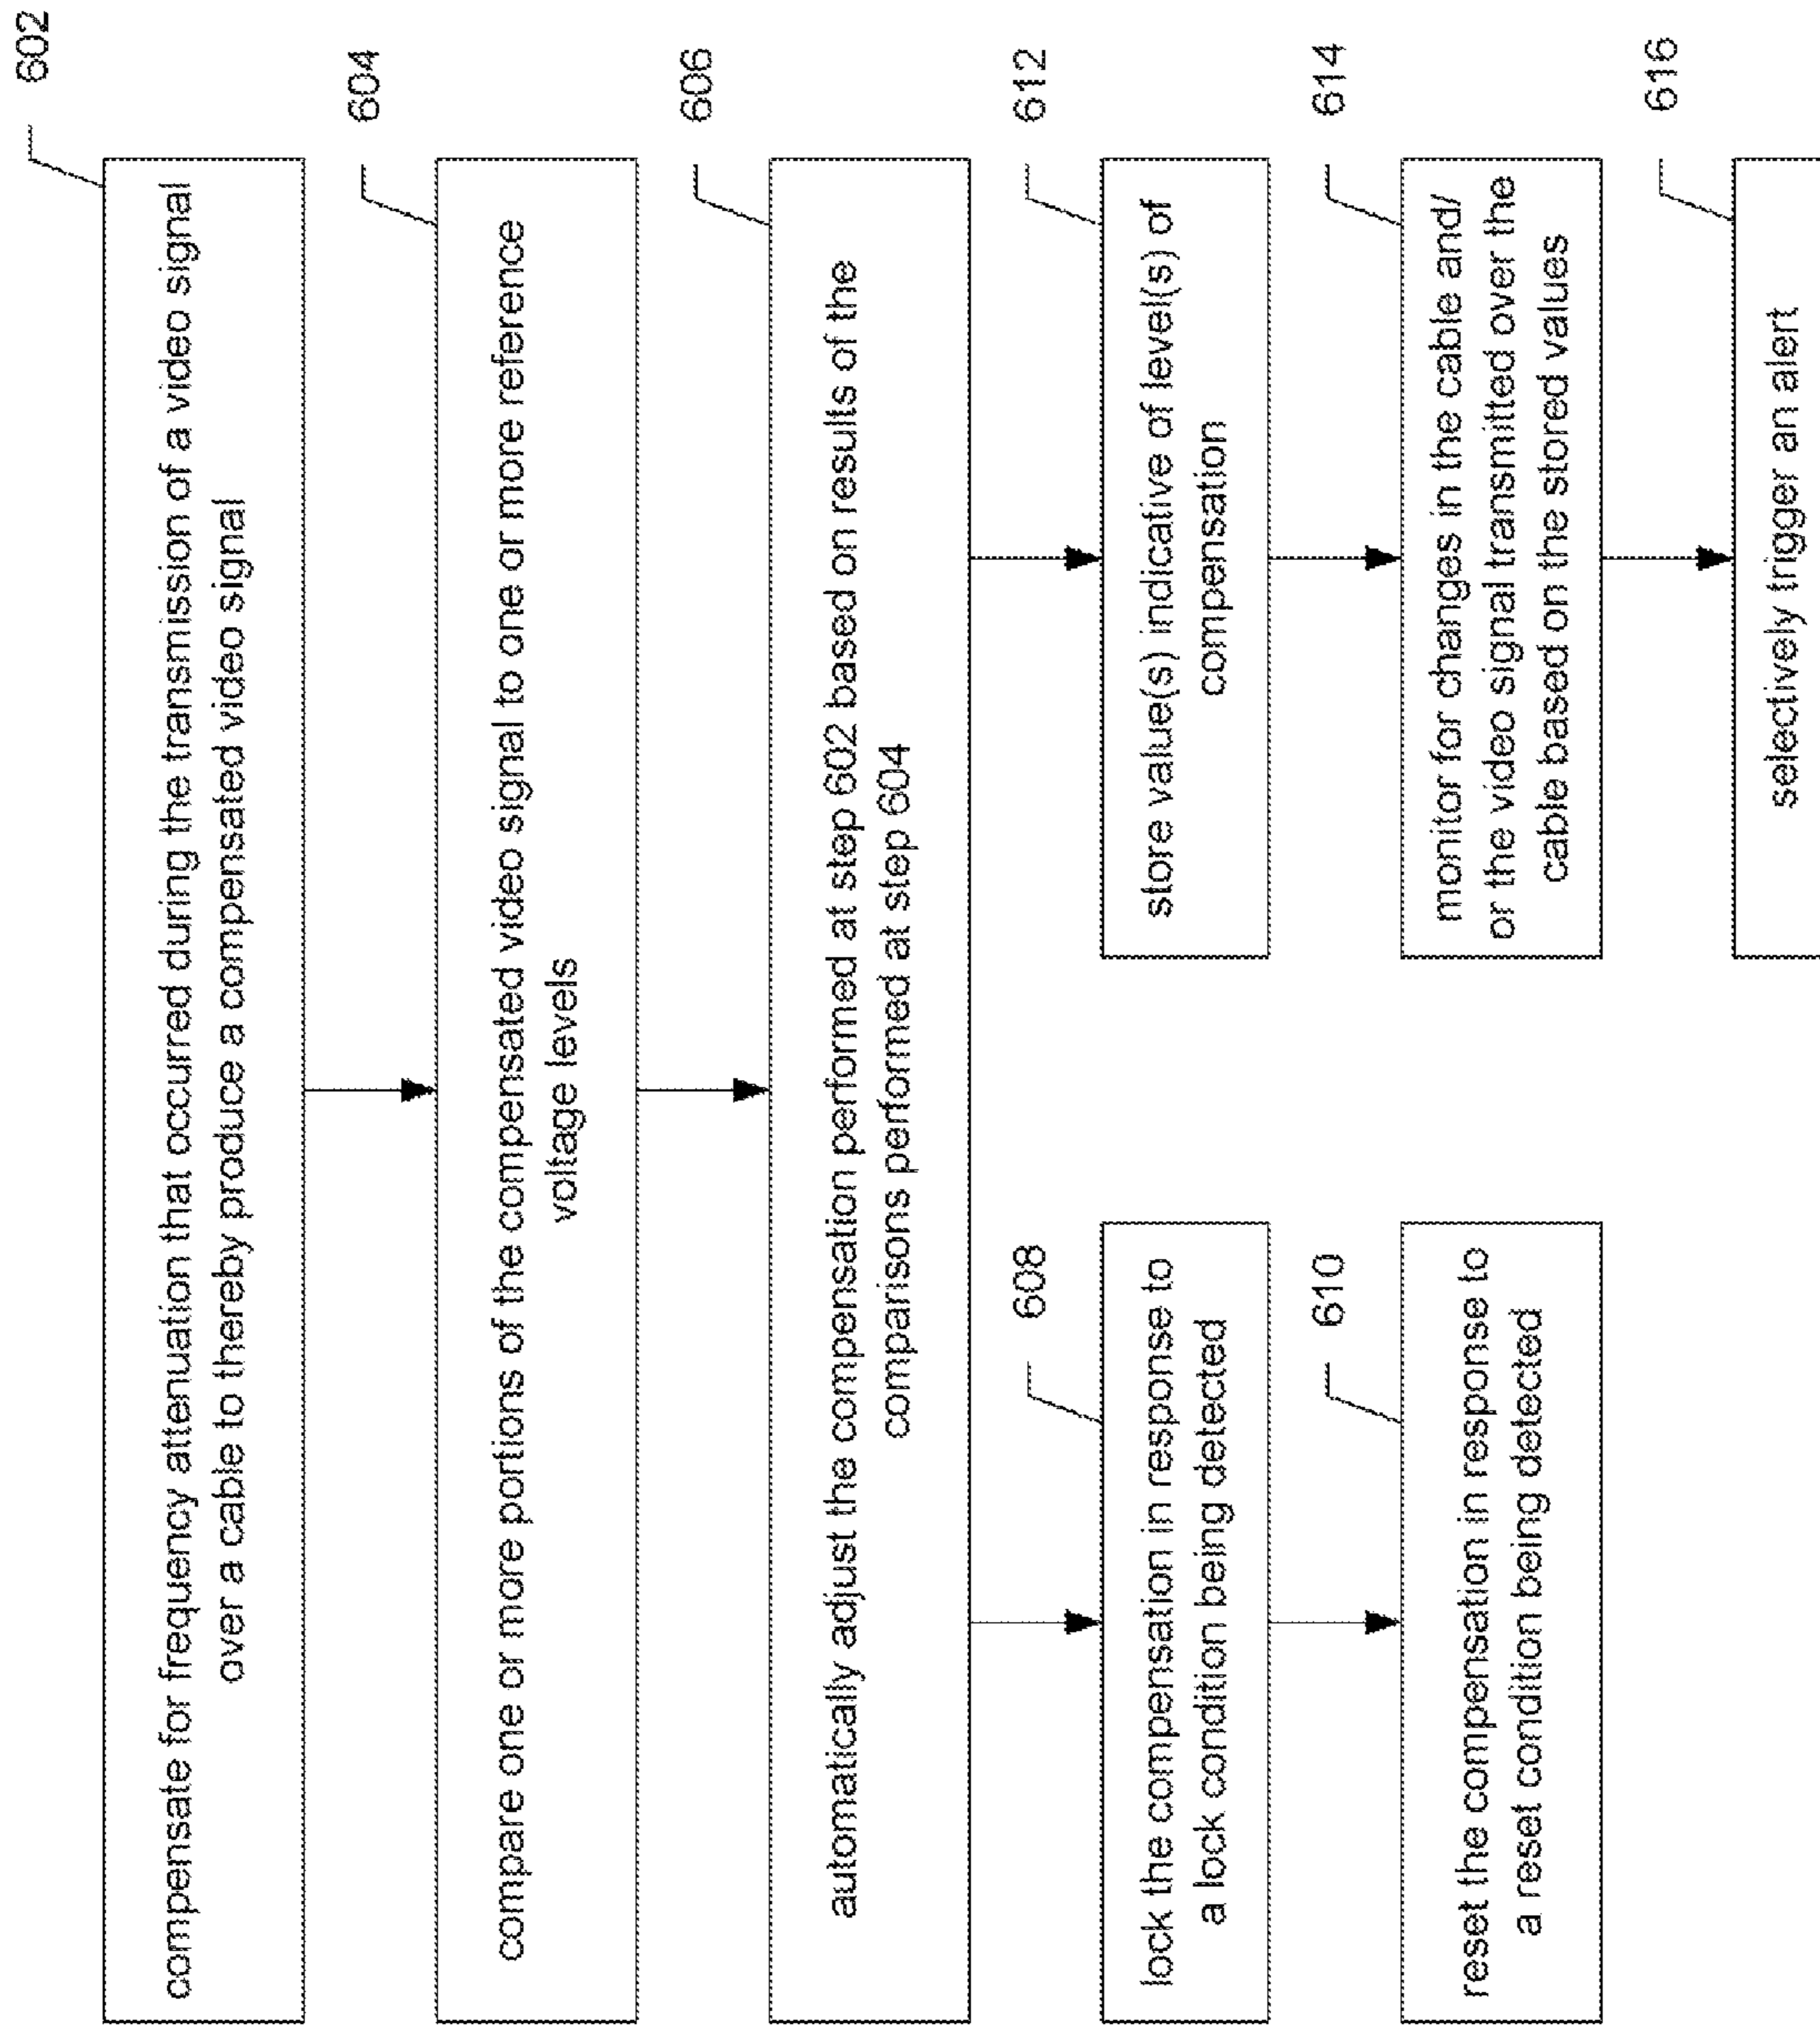 602
compensate for frequency attenuation that occurred during the transmission of a video signal
over a cable to thereby produce a compensated video signal
604
compare one or more portions of the compensated video signal to one or more reference
voltage levels
606
automatically adjust the compensation performed at step 602 based on results of the
comparisons performed at step 604
608
lock the compensation in response to
a lock condition being detected
610
reset the compensation in response to
a reset condition being detected
612
store value(s) indicative of level(s) of
compensation
614
monitor for changes in the cable and/
or the video signal transmitted over the
cable based on the stored values
616
selectively trigger an alert